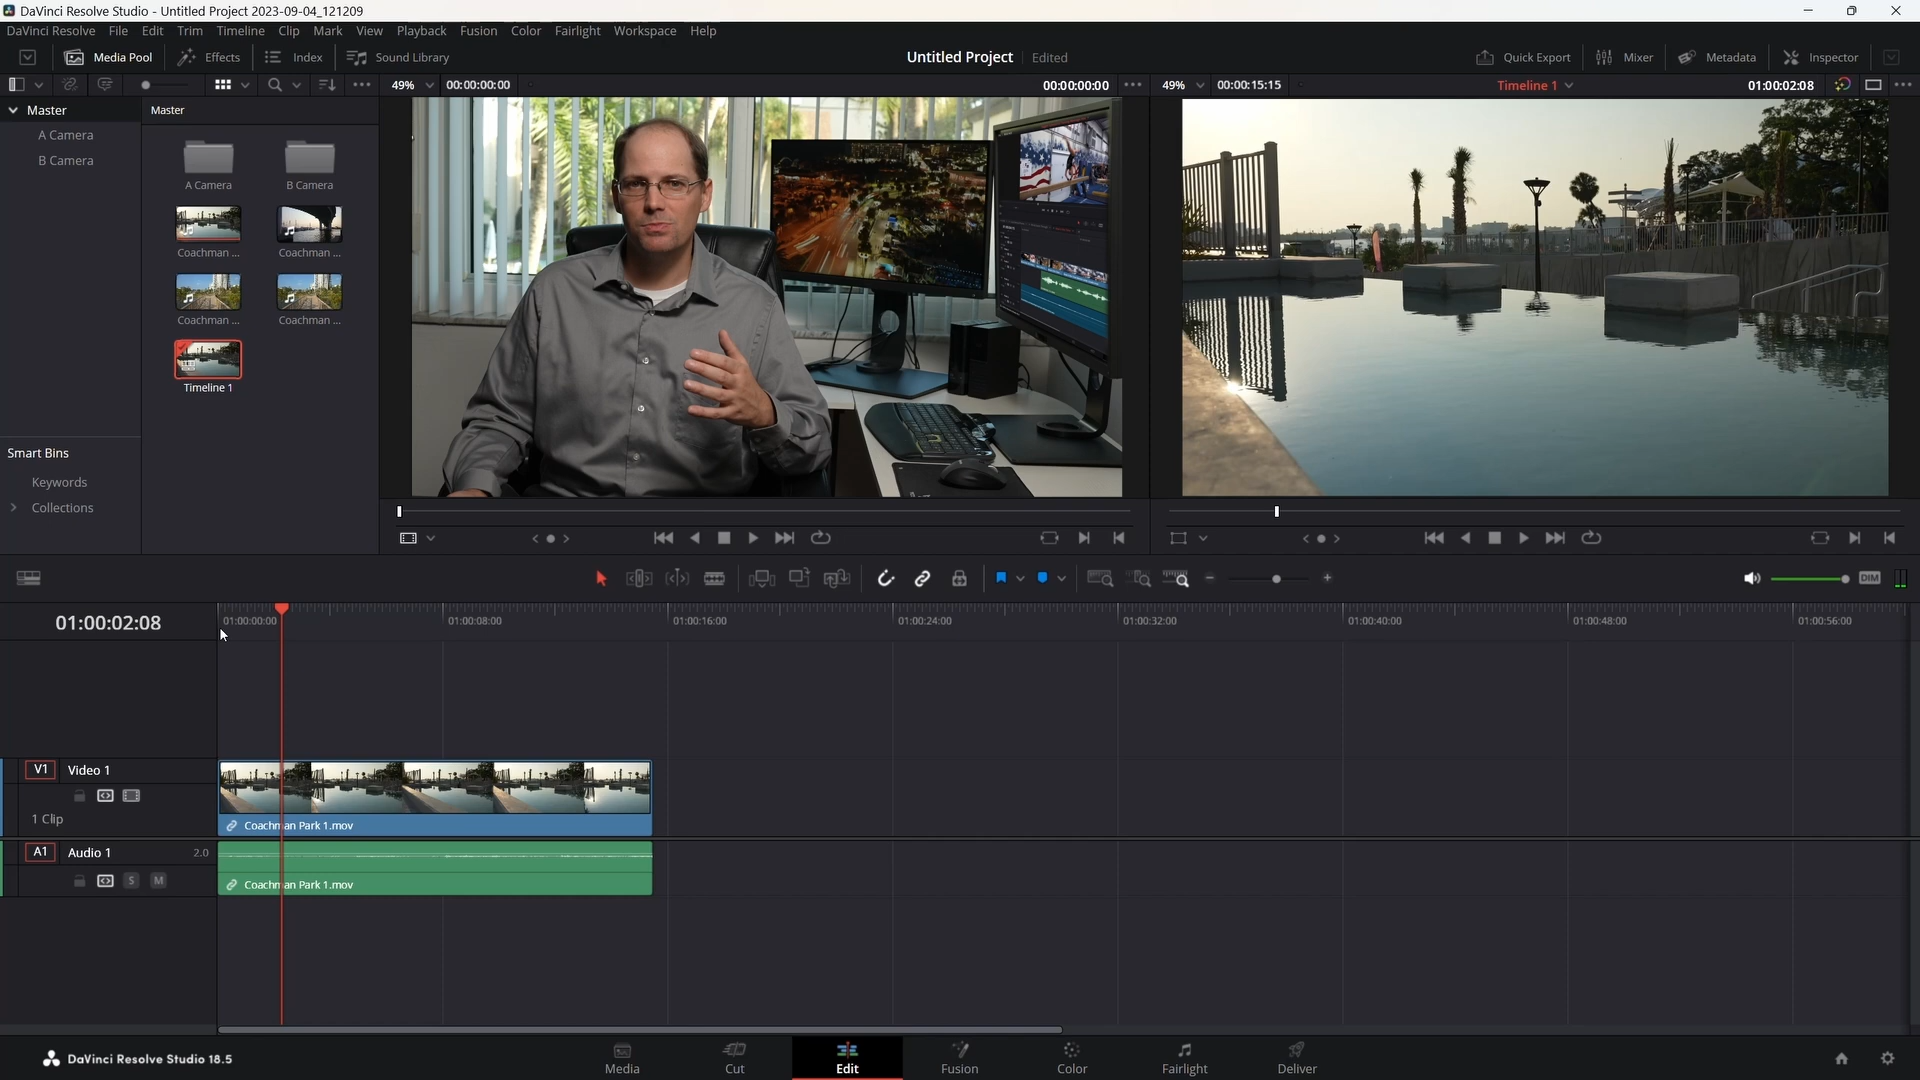 DaVinci Resolve Studio - Untitled Project 2023-09-04_121209
DaVinci Resolve File Edit Trim Timeline Clip Mark View Playback Fusion Color Fairlight Workspace Help
Media Pool Effects Index Sound Library Untitled Project Edited Quick Export Mixer Metadata Inspector
49% 00:00:00:00 00:00:00:00 49% 00:00:15:15 Timeline 1 01:00:02:08
Master Master
A Camera
B Camera
A Camera B Camera
Coachman ... Coachman ...
Coachman ... Coachman ...
Timeline 1
Smart Bins
Keywords
Collections
DIM
01:00:02:08 01:00:00:00 01:00:08:00 01:00:16:00 01:00:24:00 01:00:32:00 01:00:40:00 01:00:48:00 01:00:56:00
V1 Video 1
1 Clip
Coachman Park 1.mov
A1 Audio 1 2.0
S M
Coachman Park 1.mov
DaVinci Resolve Studio 18.5
Media Cut Edit Fusion Color Fairlight Deliver